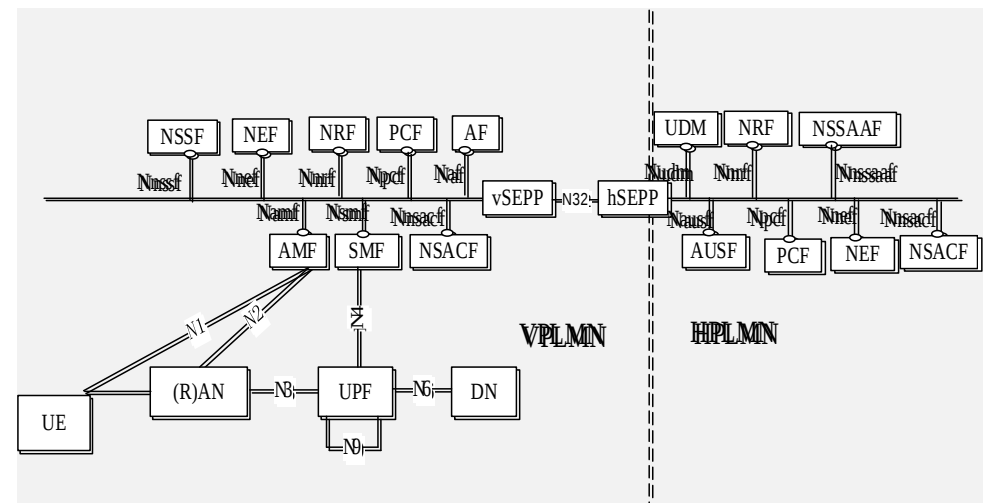 NSSF NEF NRF PCF AF UDM NRF NSSAAF
Nnssf Nnef Nnrf Npcf Naf Nudm Nnrf Nnssaaf
vSEPP N32 hSEPP
Namf Nsmf Nnsacf Nausf Npcf Nnef Nnsacf
AMF SMF NSACF AUSF PCF NEF NSACF
N1 N2 N4
VPLMN HPLMN
UE (R)AN N3 UPF N6 DN
N9